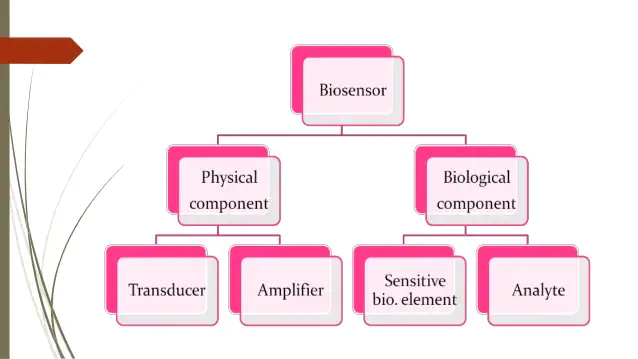 Biosensor
Physical
component
Biological
component
Transducer
Amplifier
Sensitive
bio. element
Analyte